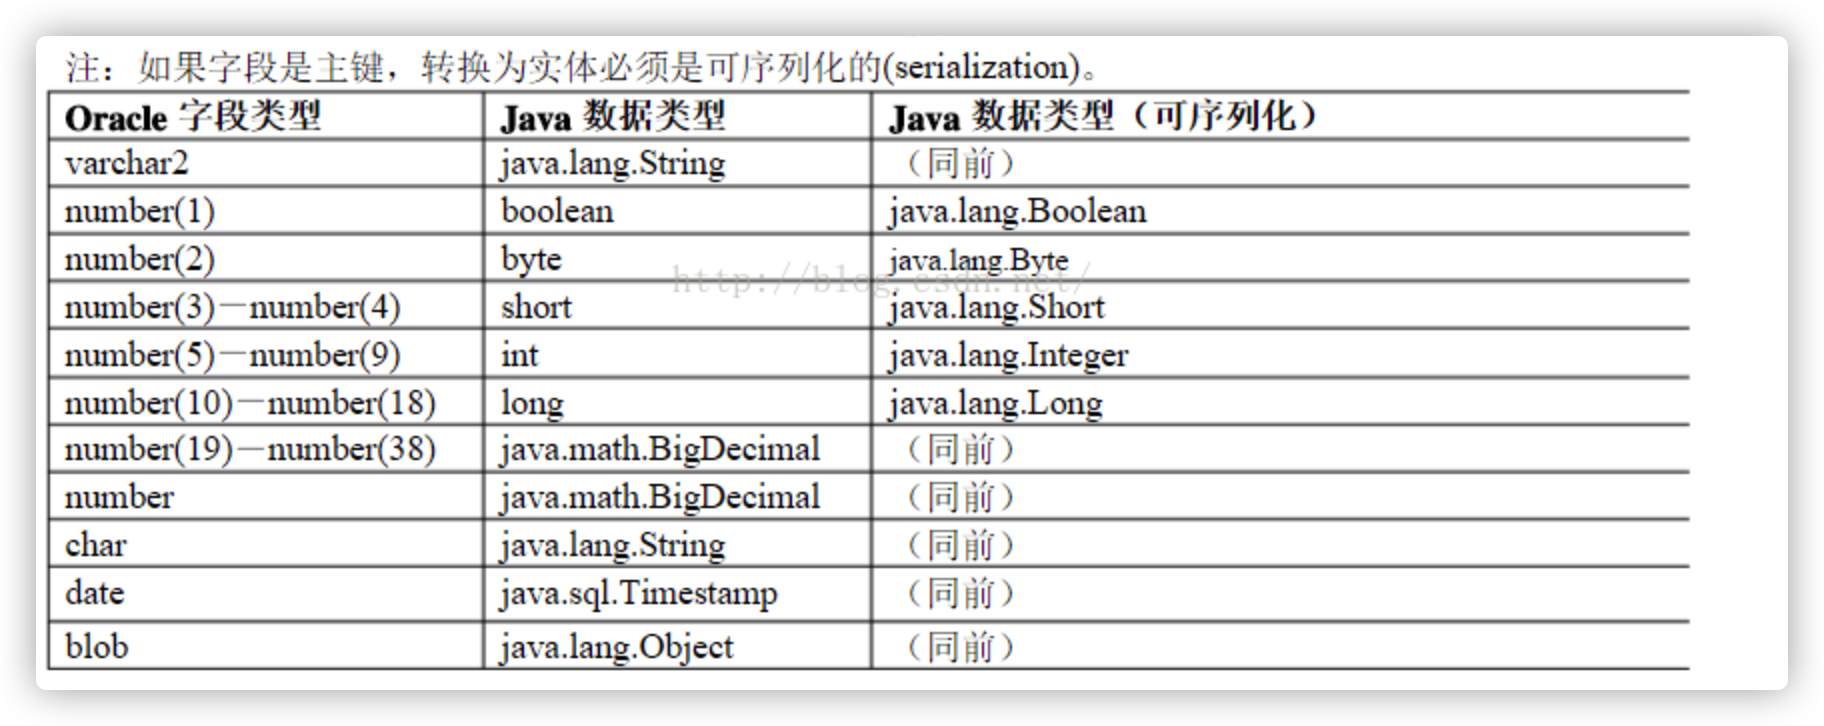 注：如果字段是主键，转换为实体必须是可序列化的(serialization)。
Oracle 字段类型 Java 数据类型 Java 数据类型（可序列化）
varchar2 java.lang.String （同前）
number(1) boolean java.lang.Boolean
number(2) byte java.lang.Byte
http://blog.csdn.net/
number(3)－number(4) short java.lang.Short
number(5)－number(9) int java.lang.Integer
number(10)－number(18) long java.lang.Long
number(19)－number(38) java.math.BigDecimal （同前）
number java.math.BigDecimal （同前）
char java.lang.String （同前）
date java.sql.Timestamp （同前）
blob java.lang.Object （同前）